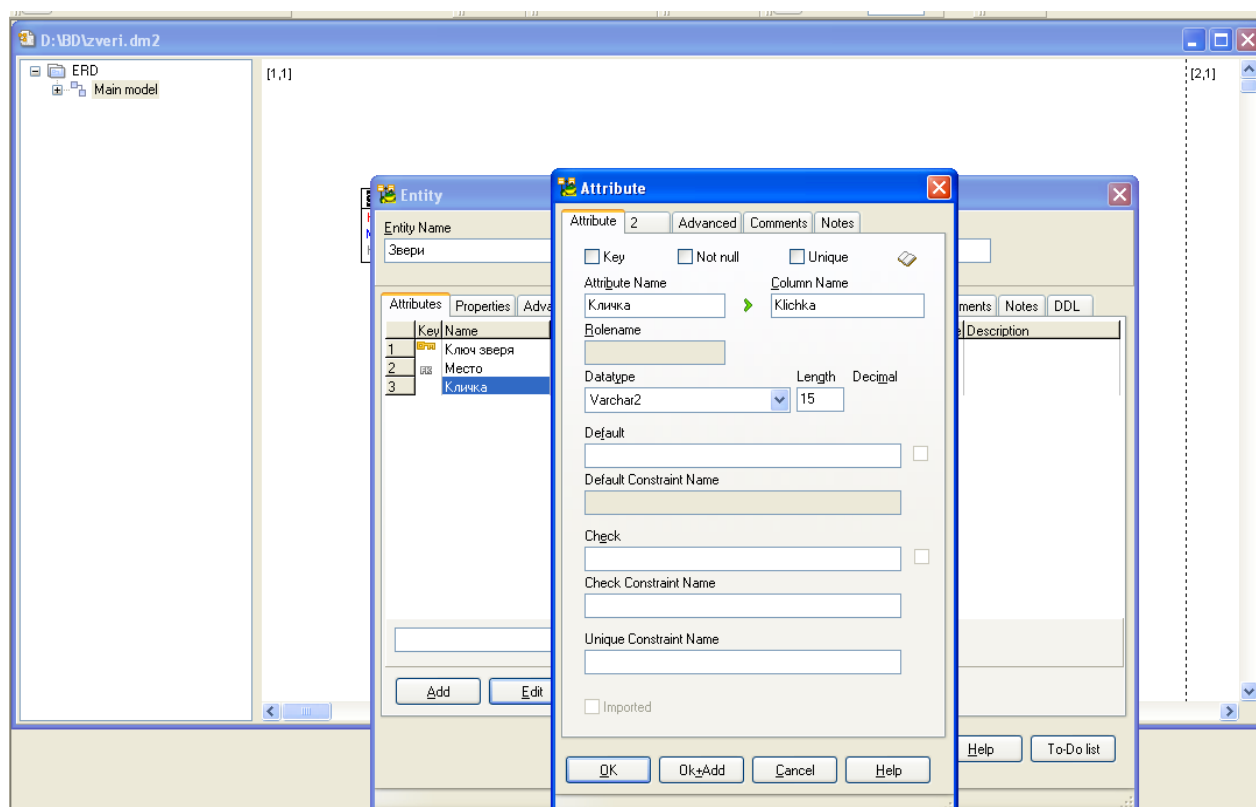 D:\BD\zveri.dm2
ERD
Main model
[1,1]
[2,1]
Entity
Entity Name
Звери
Attributes Properties
ments Notes DDL
Key Name
Description
1 Ключ зверя
2 Место
3 Кличка
Add Edit
Help To-Do list
Attribute
Attribute 2 Advanced Comments Notes
Key Not null Unique
Attribute Name Column Name
Кличка Klichka
Rolename
Datatype Length Decimal
Varchar2 15
Default
Default Constraint Name
Check
Check Constraint Name
Unique Constraint Name
Imported
OK Ok+Add Cancel Help